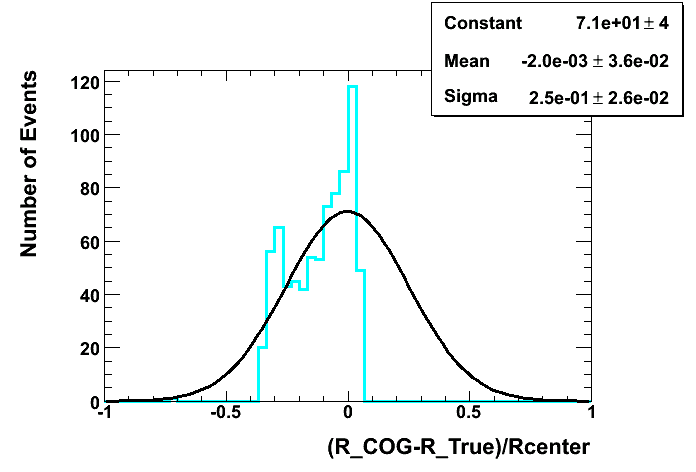 Constant 7.1e+01 ± 4
Mean -2.0e-03 ± 3.6e-02
Sigma 2.5e-01 ± 2.6e-02
Number of Events
120
100
80
60
40
20
0
-1 -0.5 0 0.5 1
(R_COG-R_True)/Rcenter